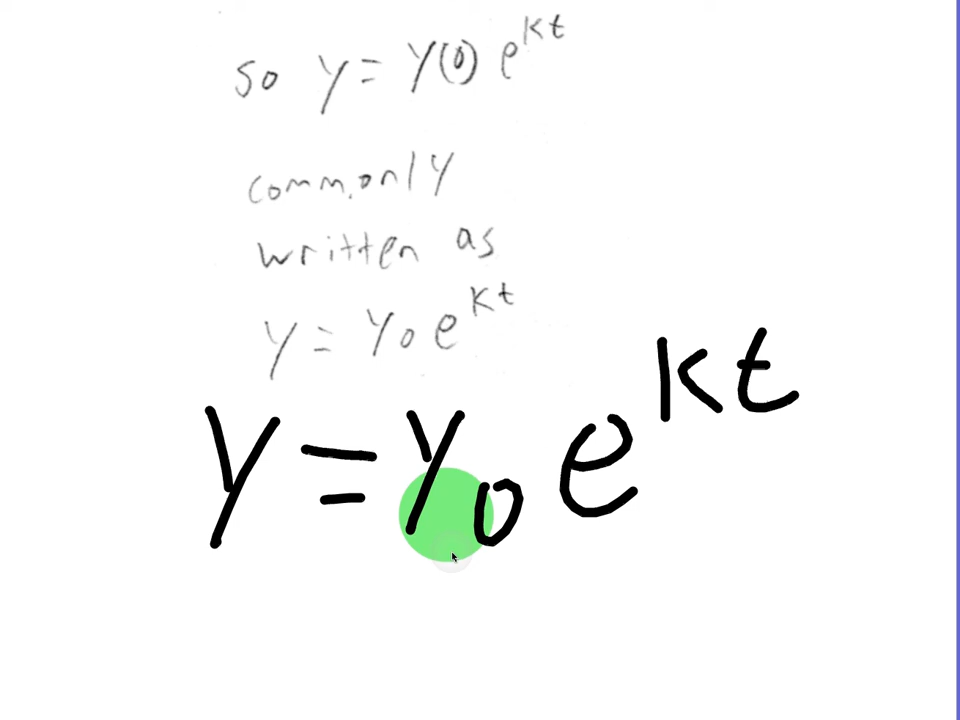 so y = y(0) e^kt
commonly
written as
y = y₀ e^kt
y = y₀ e^kt